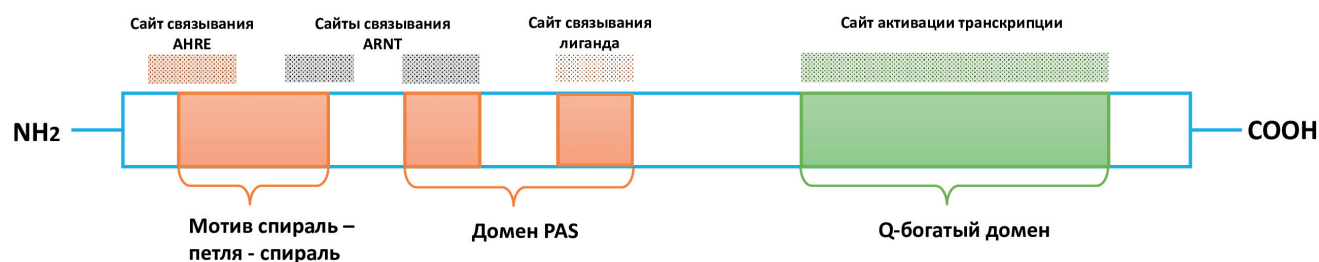 Сайт связывания
AHRE
Сайты связывания
ARNT
Сайт связывания
лиганда
Сайт активации транскрипции
NH2
COOH
Мотив спираль –
петля - спираль
Домен PAS
Q-богатый домен